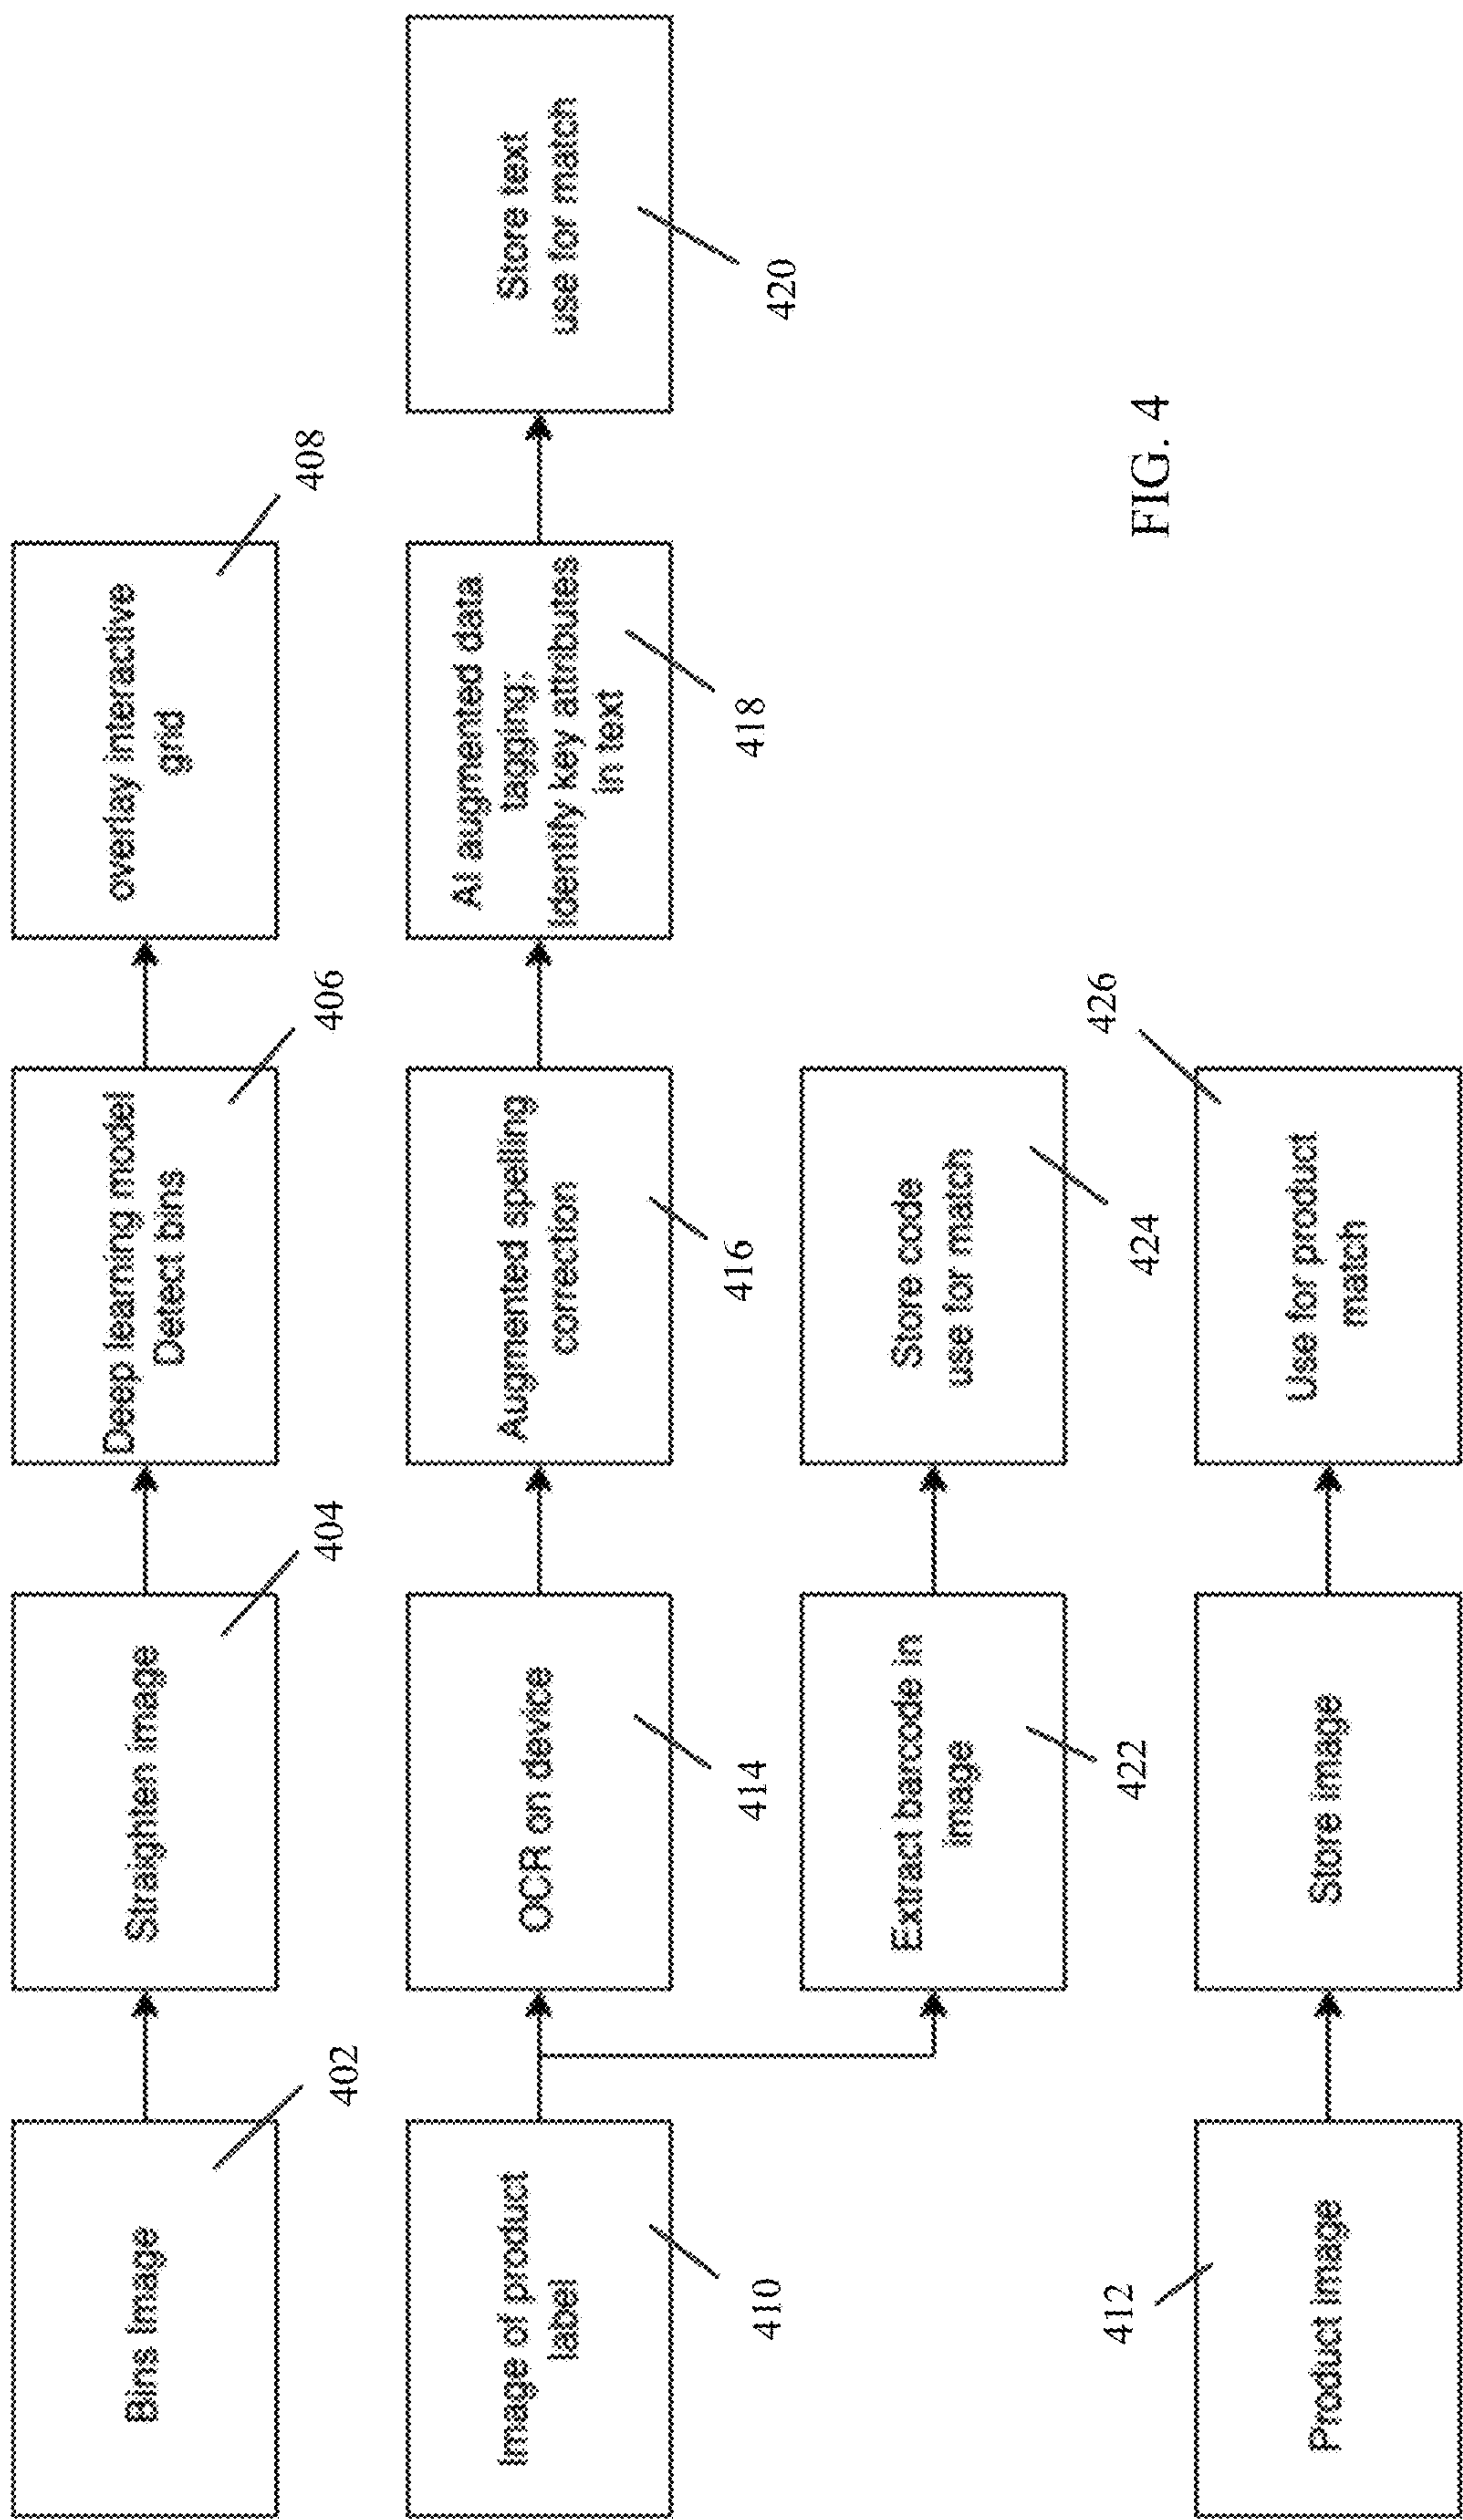 Bins Image
402
Straighten image
404
Deep learning model
Detect bins
406
overlay interactive
grid
408
Image of product
label
410
OCR on device
414
Augmented spelling
correction
416
AI augmented data
tagging;
Identify key attributes
in text
418
Store text
use for match
420
Extract barcode in
image
422
Store code
use for match
424
Product image
412
Store image
Use for product
match
426
FIG. 4